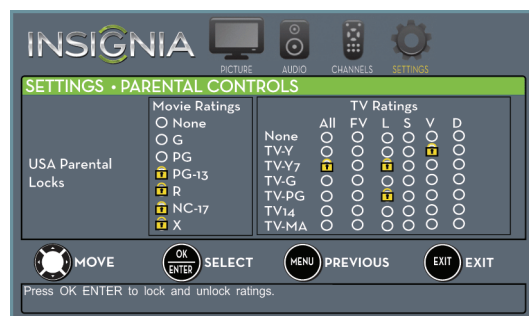 INSIGNIA
PICTURE AUDIO CHANNELS SETTINGS
SETTINGS • PARENTAL CONTROLS
Movie Ratings
None
G
PG
PG-13
R
NC-17
X
USA Parental
Locks
TV Ratings
All FV L S V D
None
TV-Y
TV-Y7
TV-G
TV-PG
TV14
TV-MA
MOVE OK ENTER SELECT MENU PREVIOUS EXIT EXIT
Press OK ENTER to lock and unlock ratings.